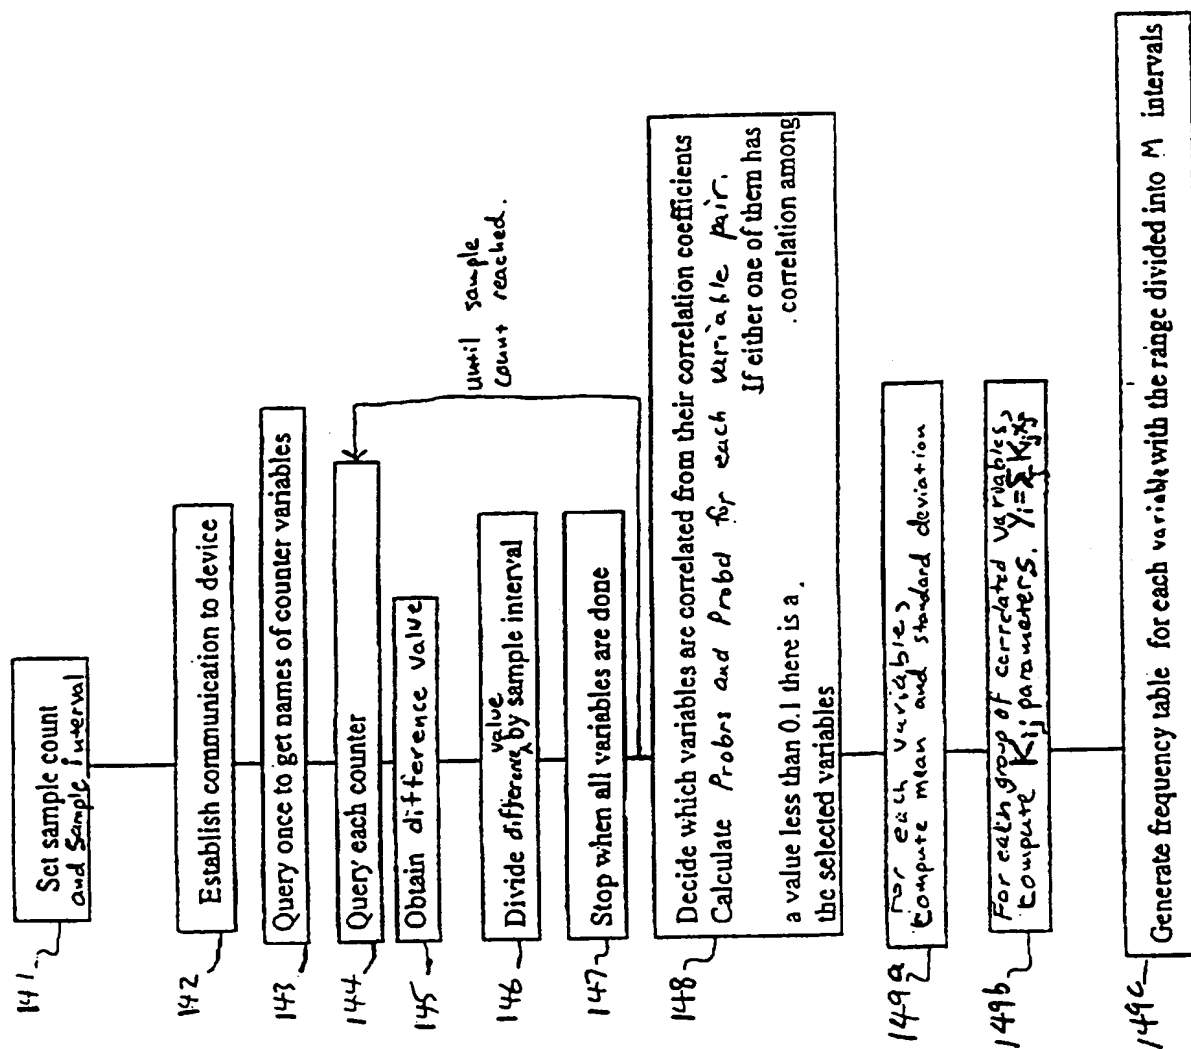 141
Set sample count
and Sample interval
142
Establish communication to device
143
Query once to get names of counter variables
144
Query each counter
145
Obtain difference value
146
value
Divide difference by sample interval
147
Stop when all variables are done
until sample
count reached.
148
Decide which variables are correlated from their correlation coefficients
Calculate Probrs and Probd for each variable pair.
If either one of them has
a value less than 0.1 there is a . correlation among
the selected variables
149a
For each variable,
compute mean and standard deviation
149b
For each group of correlated variables,
compute Kij parameters. Yi=∑j KijXj
149c
Generate frequency table for each variable with the range divided into M intervals